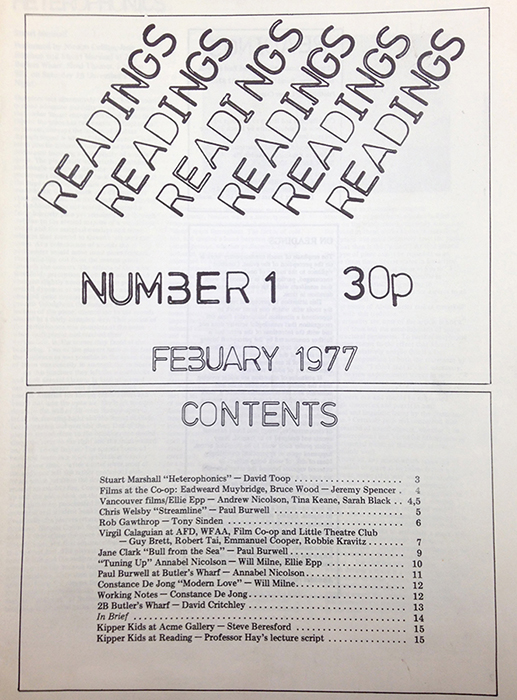 READINGS READINGS READINGS READINGS READINGS READINGS
NUMBER 1 30p
FEBUARY 1977
CONTENTS
Stuart Marshall "Heterophonics" — David Toop . . . . . . . . . . . . . . . . . . . . . 3
Films at the Co-op: Eadweard Muybridge, Bruce Wood — Jeremy Spencer . 4
Vancouver films/Ellie Epp — Andrew Nicolson, Tina Keane, Sarah Black . . 4,5
Chris Welsby "Streamline" — Paul Burwell . . . . . . . . . . . . . . . . . . . . . . . . 5
Rob Gawthrop — Tony Sinden . . . . . . . . . . . . . . . . . . . . . . . . . . . . . . . . 6
Virgil Calaguian at AFD, WFAA, Film Co-op and Little Theatre Club
— Guy Brett, Robert Tai, Emmanuel Cooper, Robbie Kravitz . . . . . . . . 7
Jane Clark "Bull from the Sea" — Paul Burwell . . . . . . . . . . . . . . . . . . . . . 9
"Tuning Up" Annabel Nicolson — Will Milne, Ellie Epp . . . . . . . . . . . . . . . 10
Paul Burwell at Butler's Wharf — Annabel Nicolson . . . . . . . . . . . . . . . . . . 11
Constance De Jong "Modern Love" — Will Milne . . . . . . . . . . . . . . . . . . . . 12
Working Notes — Constance De Jong . . . . . . . . . . . . . . . . . . . . . . . . . . . . 12
2B Butler's Wharf — David Critchley . . . . . . . . . . . . . . . . . . . . . . . . . . . . 13
In Brief . . . . . . . . . . . . . . . . . . . . . . . . . . . . . . . . . . . . . . . . . . . . . . . 14
Kipper Kids at Acme Gallery — Steve Beresford . . . . . . . . . . . . . . . . . . . . . 15
Kipper Kids at Reading — Professor Hay's lecture script . . . . . . . . . . . . . . . 15